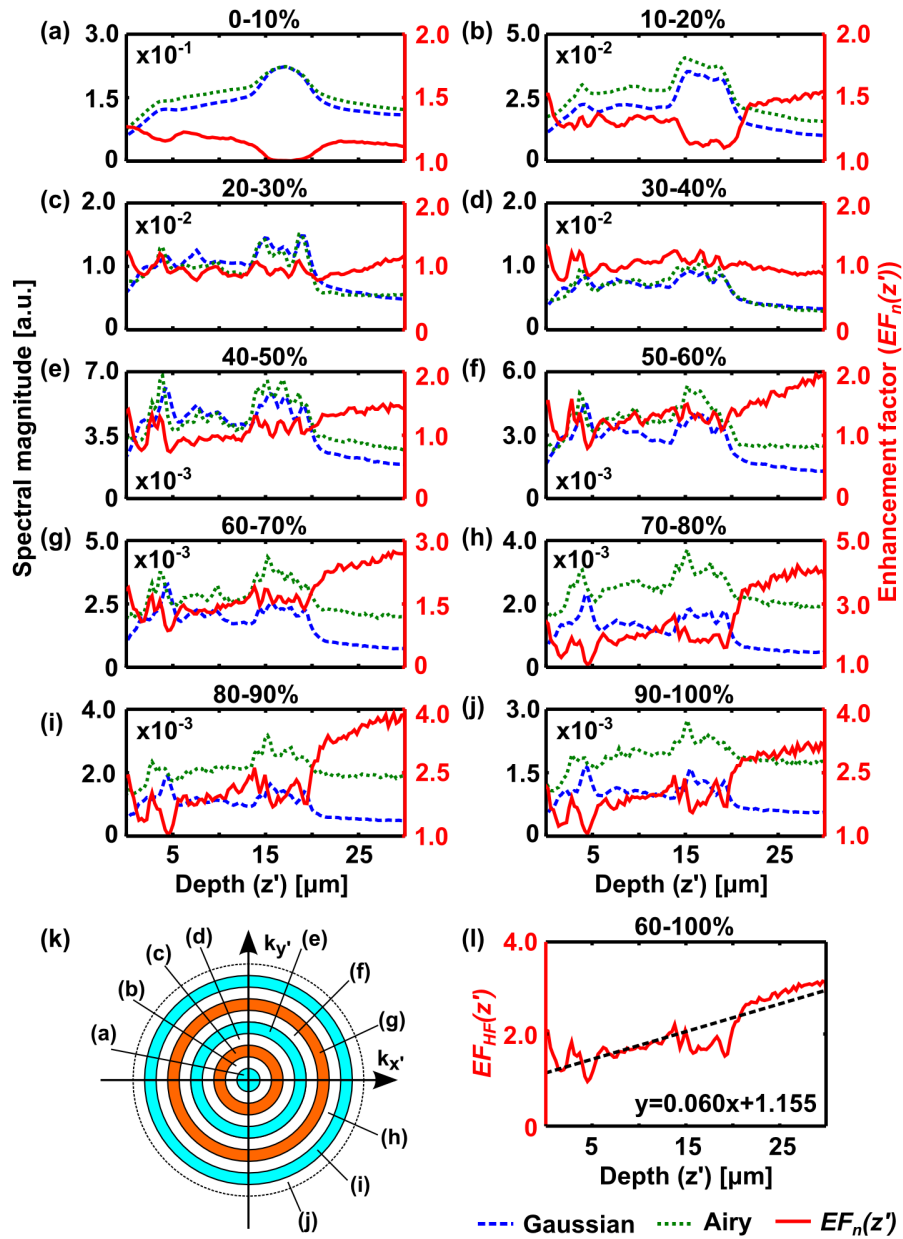 (a) 0-10% (b) 10-20%
3.0 x10⁻¹ 2.0 5.0 x10⁻² 2.0
1.5 1.5 2.5 1.5
0 1.0 0 1.0
5 15 25 5 15 25
(c) 20-30% (d) 30-40%
2.0 x10⁻² 2.0 2.0 x10⁻² 2.0
1.0 1.0 1.0 1.0
0 0 0 0
(e) 40-50% (f) 50-60%
7.0 2.0 6.0 2.0
3.5 1.0 3.0 1.0
0 x10⁻³ 0 0 x10⁻³ 0
(g) 60-70% (h) 70-80%
5.0 x10⁻³ 3.0 4.0 x10⁻³ 5.0
2.5 1.5 2.0 3.0
0 0 0 1.0
(i) 80-90% (j) 90-100%
4.0 x10⁻³ 4.0 3.0 x10⁻³ 4.0
2.0 2.5 1.5 2.5
0 1.0 0 1.0
5 15 25 5 15 25
Depth (z') [µm] Depth (z') [µm]
Spectral magnitude [a.u.]
Enhancement factor (EFₙ(z'))
(k)
(a)
(b)
(c)
(d)
(e)
(f)
(g)
(h)
(i)
(j)
k_y'
k_x'
(l) 60-100%
4.0
2.0
0
EF_HF(z')
y=0.060x+1.155
5 15 25
Depth (z') [µm]
Gaussian Airy EFₙ(z')